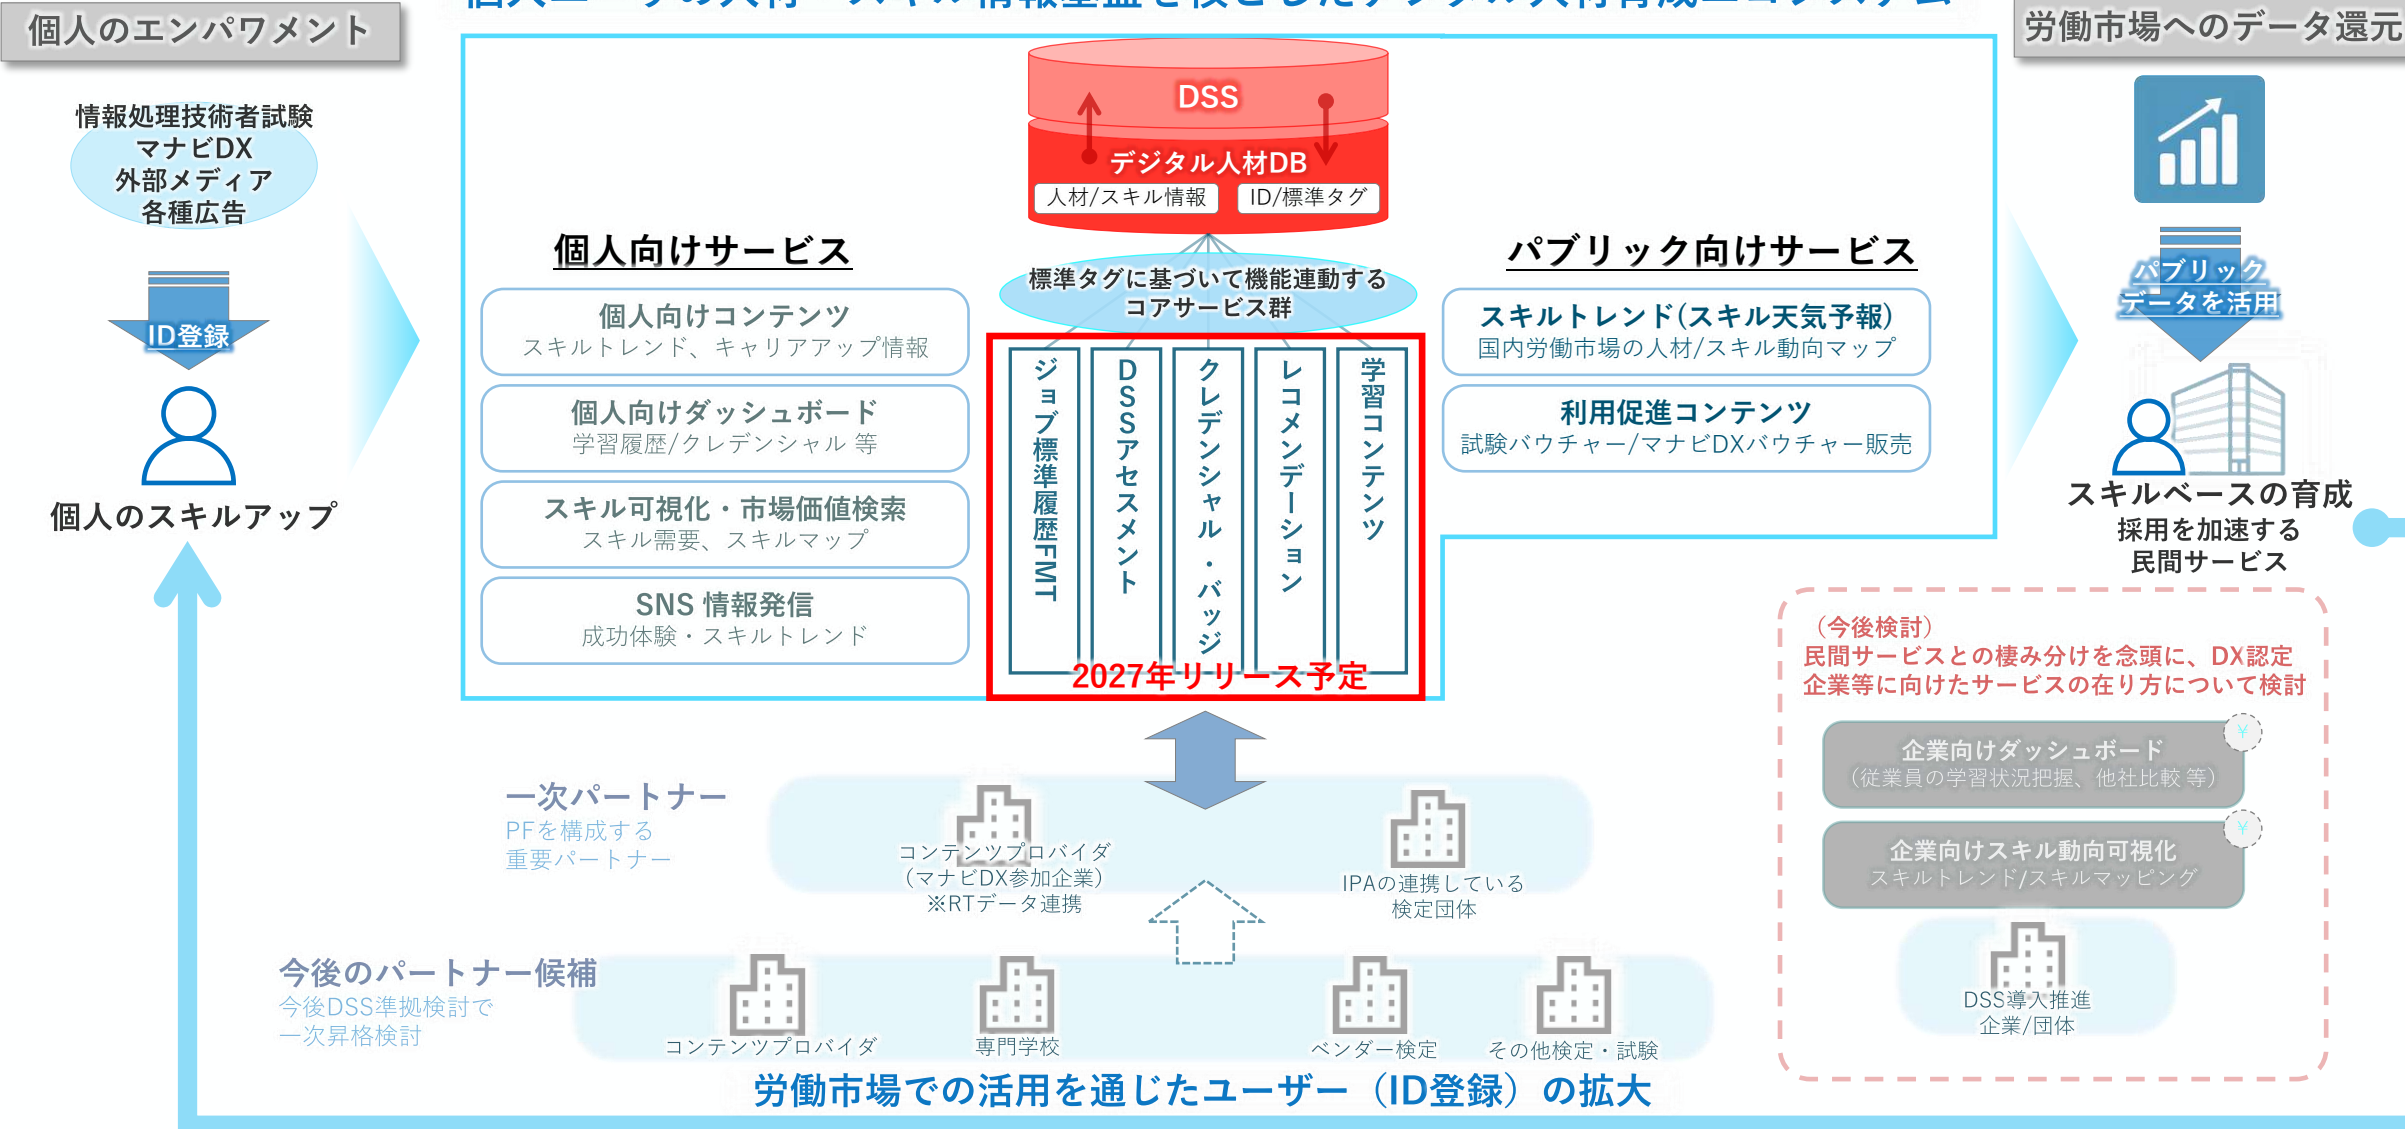 個人のエンパワメント
労働市場へのデータ還元
情報処理技術者試験
マナビDX
外部メディア
各種広告
ID登録
個人のスキルアップ
DSS
デジタル人材DB
人材/スキル情報
ID/標準タグ
標準タグに基づいて機能連動する
コアサービス群
個人向けサービス
個人向けコンテンツ
スキルトレンド、キャリアアップ情報
個人向けダッシュボード
学習履歴/クレデンシャル 等
スキル可視化・市場価値検索
スキル需要、スキルマップ
SNS 情報発信
成功体験・スキルトレンド
ジョブ標準履歴FMT
DSSアセスメント
クレデンシャル・バッジ
レコメンデーション
学習コンテンツ
2027年リリース予定
パブリック向けサービス
スキルトレンド(スキル天気予報)
国内労働市場の人材/スキル動向マップ
利用促進コンテンツ
試験バウチャー/マナビDXバウチャー販売
パブリック
データを活用
スキルベースの育成
採用を加速する
民間サービス
（今後検討）
民間サービスとの棲み分けを念頭に、DX認定
企業等に向けたサービスの在り方について検討
企業向けダッシュボード
（従業員の学習状況把握、他社比較 等）
¥
企業向けスキル動向可視化
スキルトレンド/スキルマッピング
¥
DSS導入推進
企業/団体
一次パートナー
PFを構成する
重要パートナー
コンテンツプロバイダ
（マナビDX参加企業）
※RTデータ連携
IPAの連携している
検定団体
今後のパートナー候補
今後DSS準拠検討で
一次昇格検討
コンテンツプロバイダ
専門学校
ベンダー検定
その他検定・試験
労働市場での活用を通じたユーザー（ID登録）の拡大